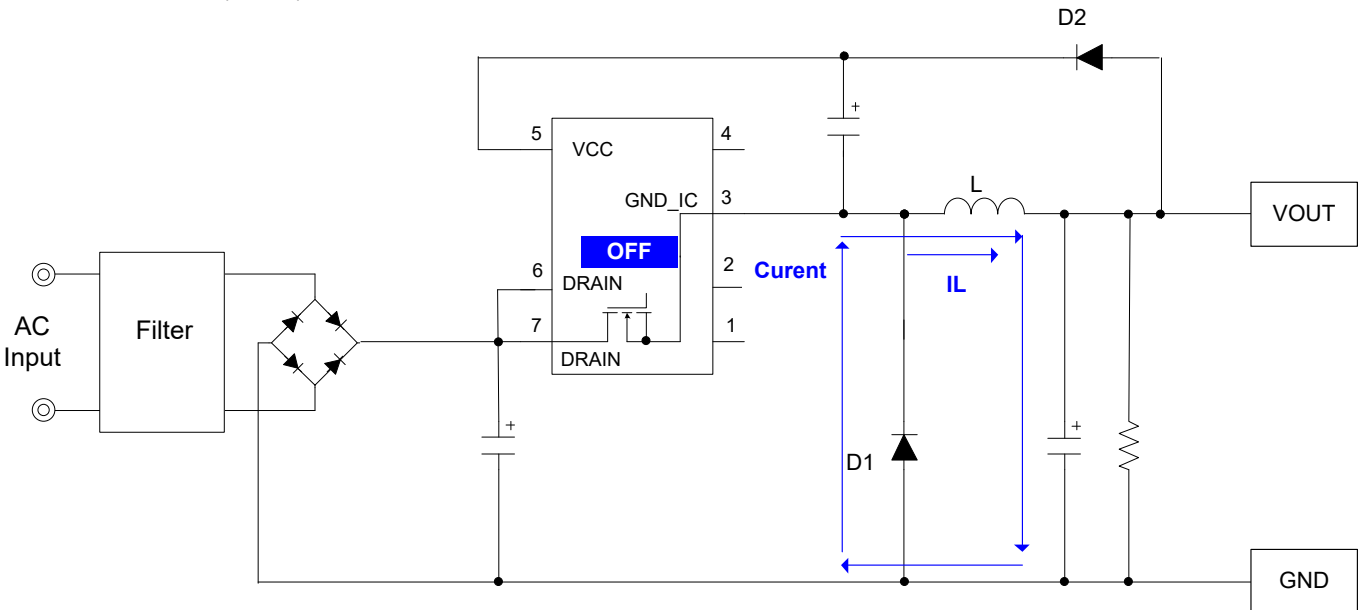 D2
+
5
4
VCC
GND_IC
3
L
VOUT
OFF
6
2
Curent
IL
DRAIN
AC
Input
Filter
7
1
DRAIN
+
D1
+
GND